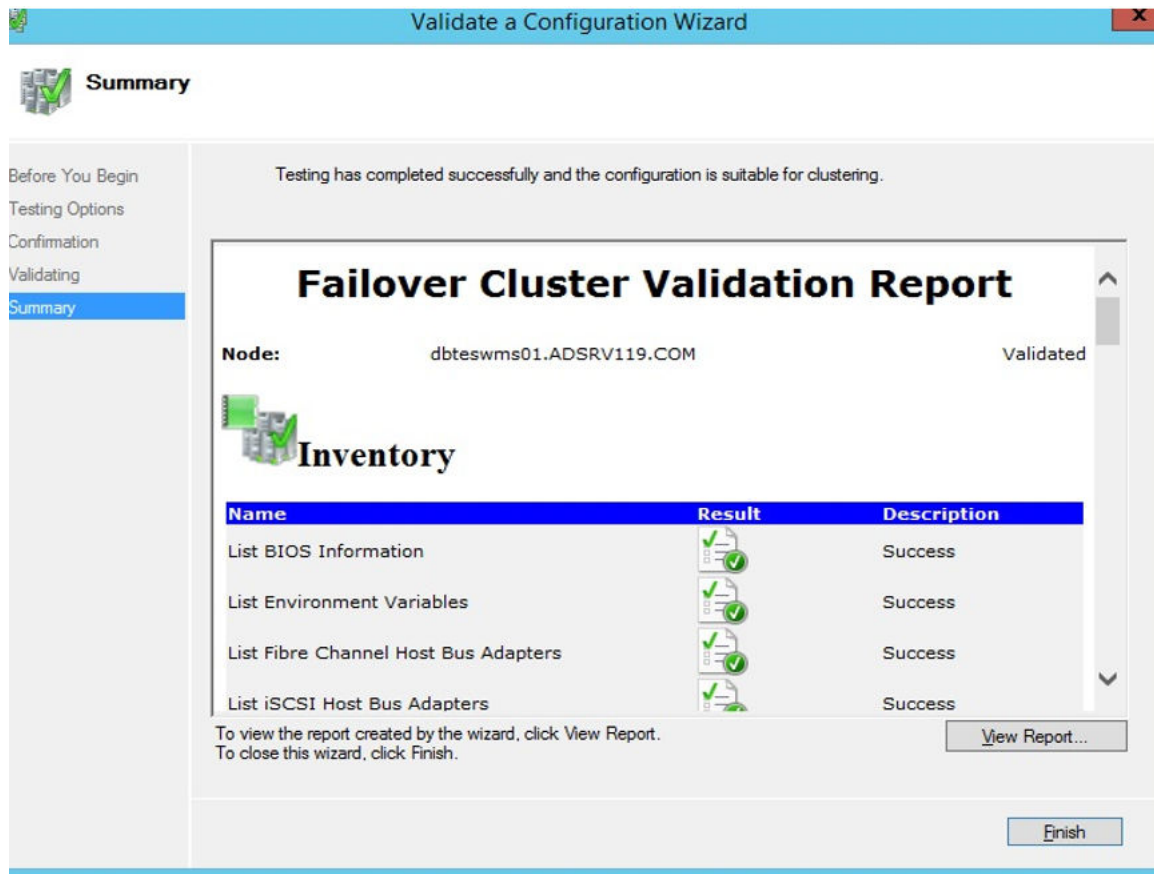 Validate a Configuration Wizard
x
Summary
Before You Begin
Testing Options
Confirmation
Validating
Summary
Testing has completed successfully and the configuration is suitable for clustering.
Failover Cluster Validation Report
Node: dbteswms01.ADSRV119.COM Validated
Inventory
Name Result Description
List BIOS Information Success
List Environment Variables Success
List Fibre Channel Host Bus Adapters Success
List iSCSI Host Bus Adapters Success
To view the report created by the wizard, click View Report.
To close this wizard, click Finish.
View Report...
Finish